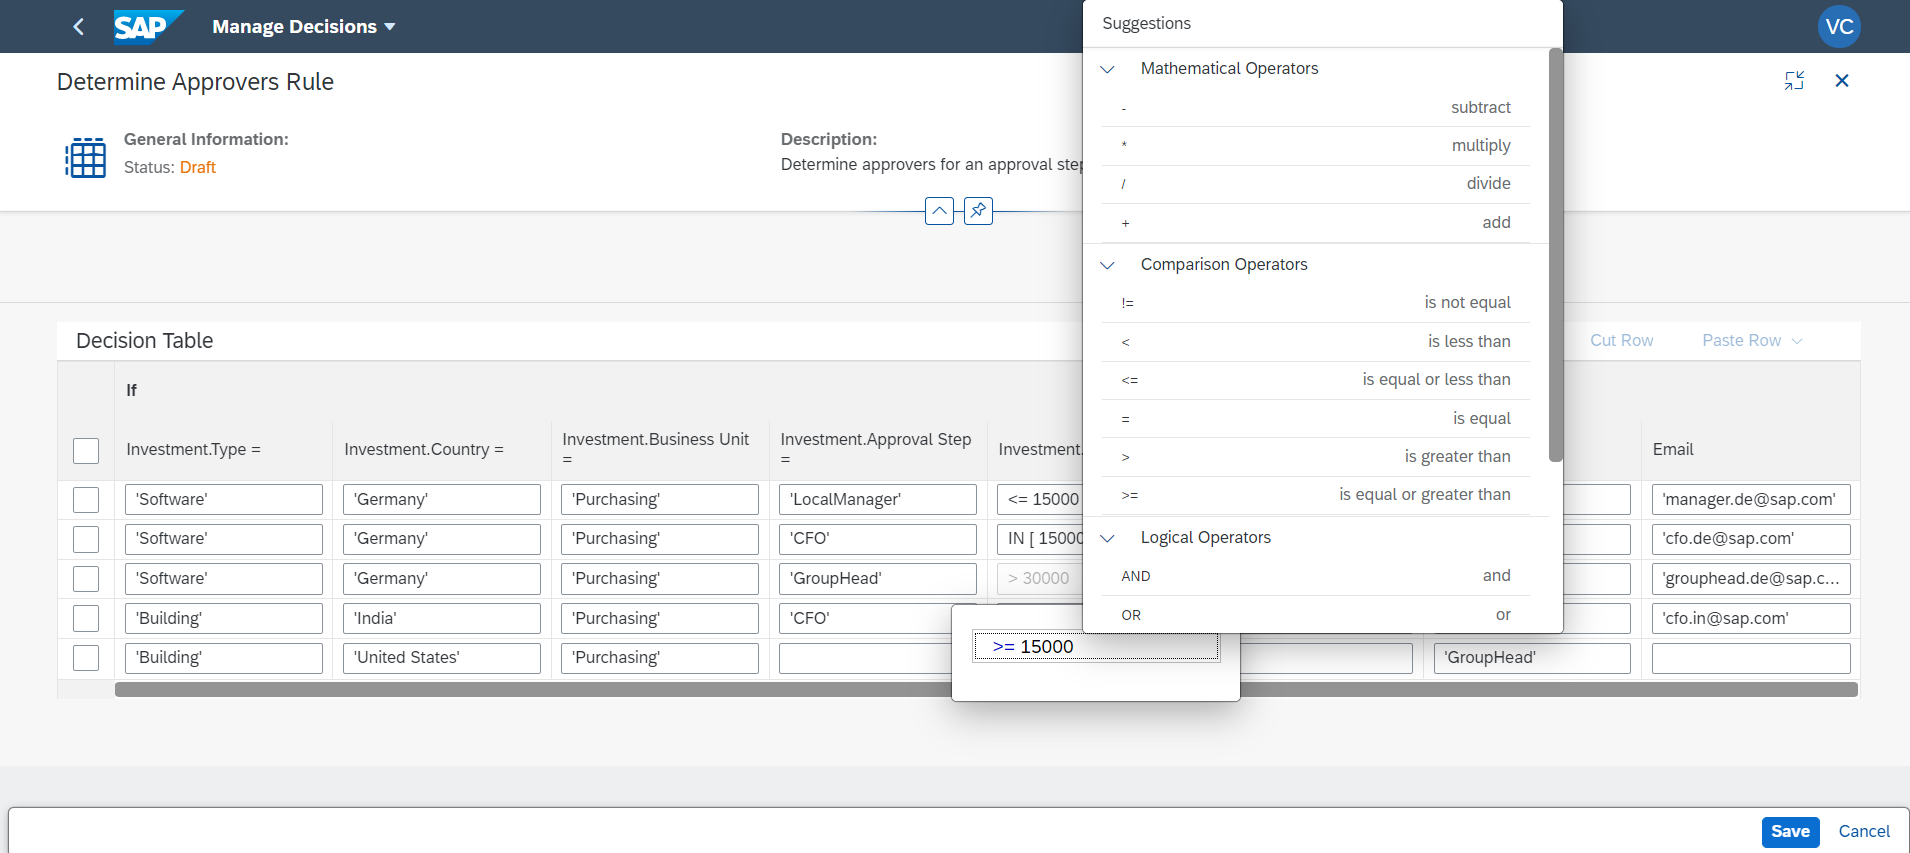 SAP Manage Decisions
VC
Suggestions
Mathematical Operators
- subtract
* multiply
/ divide
+ add
Comparison Operators
!= is not equal
< is less than
<= is equal or less than
= is equal
> is greater than
>= is equal or greater than
Logical Operators
AND and
OR or
Determine Approvers Rule
General Information:
Status: Draft
Description:
Determine approvers for an approval step
Decision Table
Cut Row Paste Row
If
Investment.Type = Investment.Country = Investment.Business Unit = Investment.Approval Step = Investment. Email
'Software' 'Germany' 'Purchasing' 'LocalManager' <= 15000 'manager.de@sap.com'
'Software' 'Germany' 'Purchasing' 'CFO' IN [ 15000 'cfo.de@sap.com'
'Software' 'Germany' 'Purchasing' 'GroupHead' > 30000 'grouphead.de@sap.c...
'Building' 'India' 'Purchasing' 'CFO' 'cfo.in@sap.com'
>= 15000
'Building' 'United States' 'Purchasing' 'GroupHead'
Save Cancel